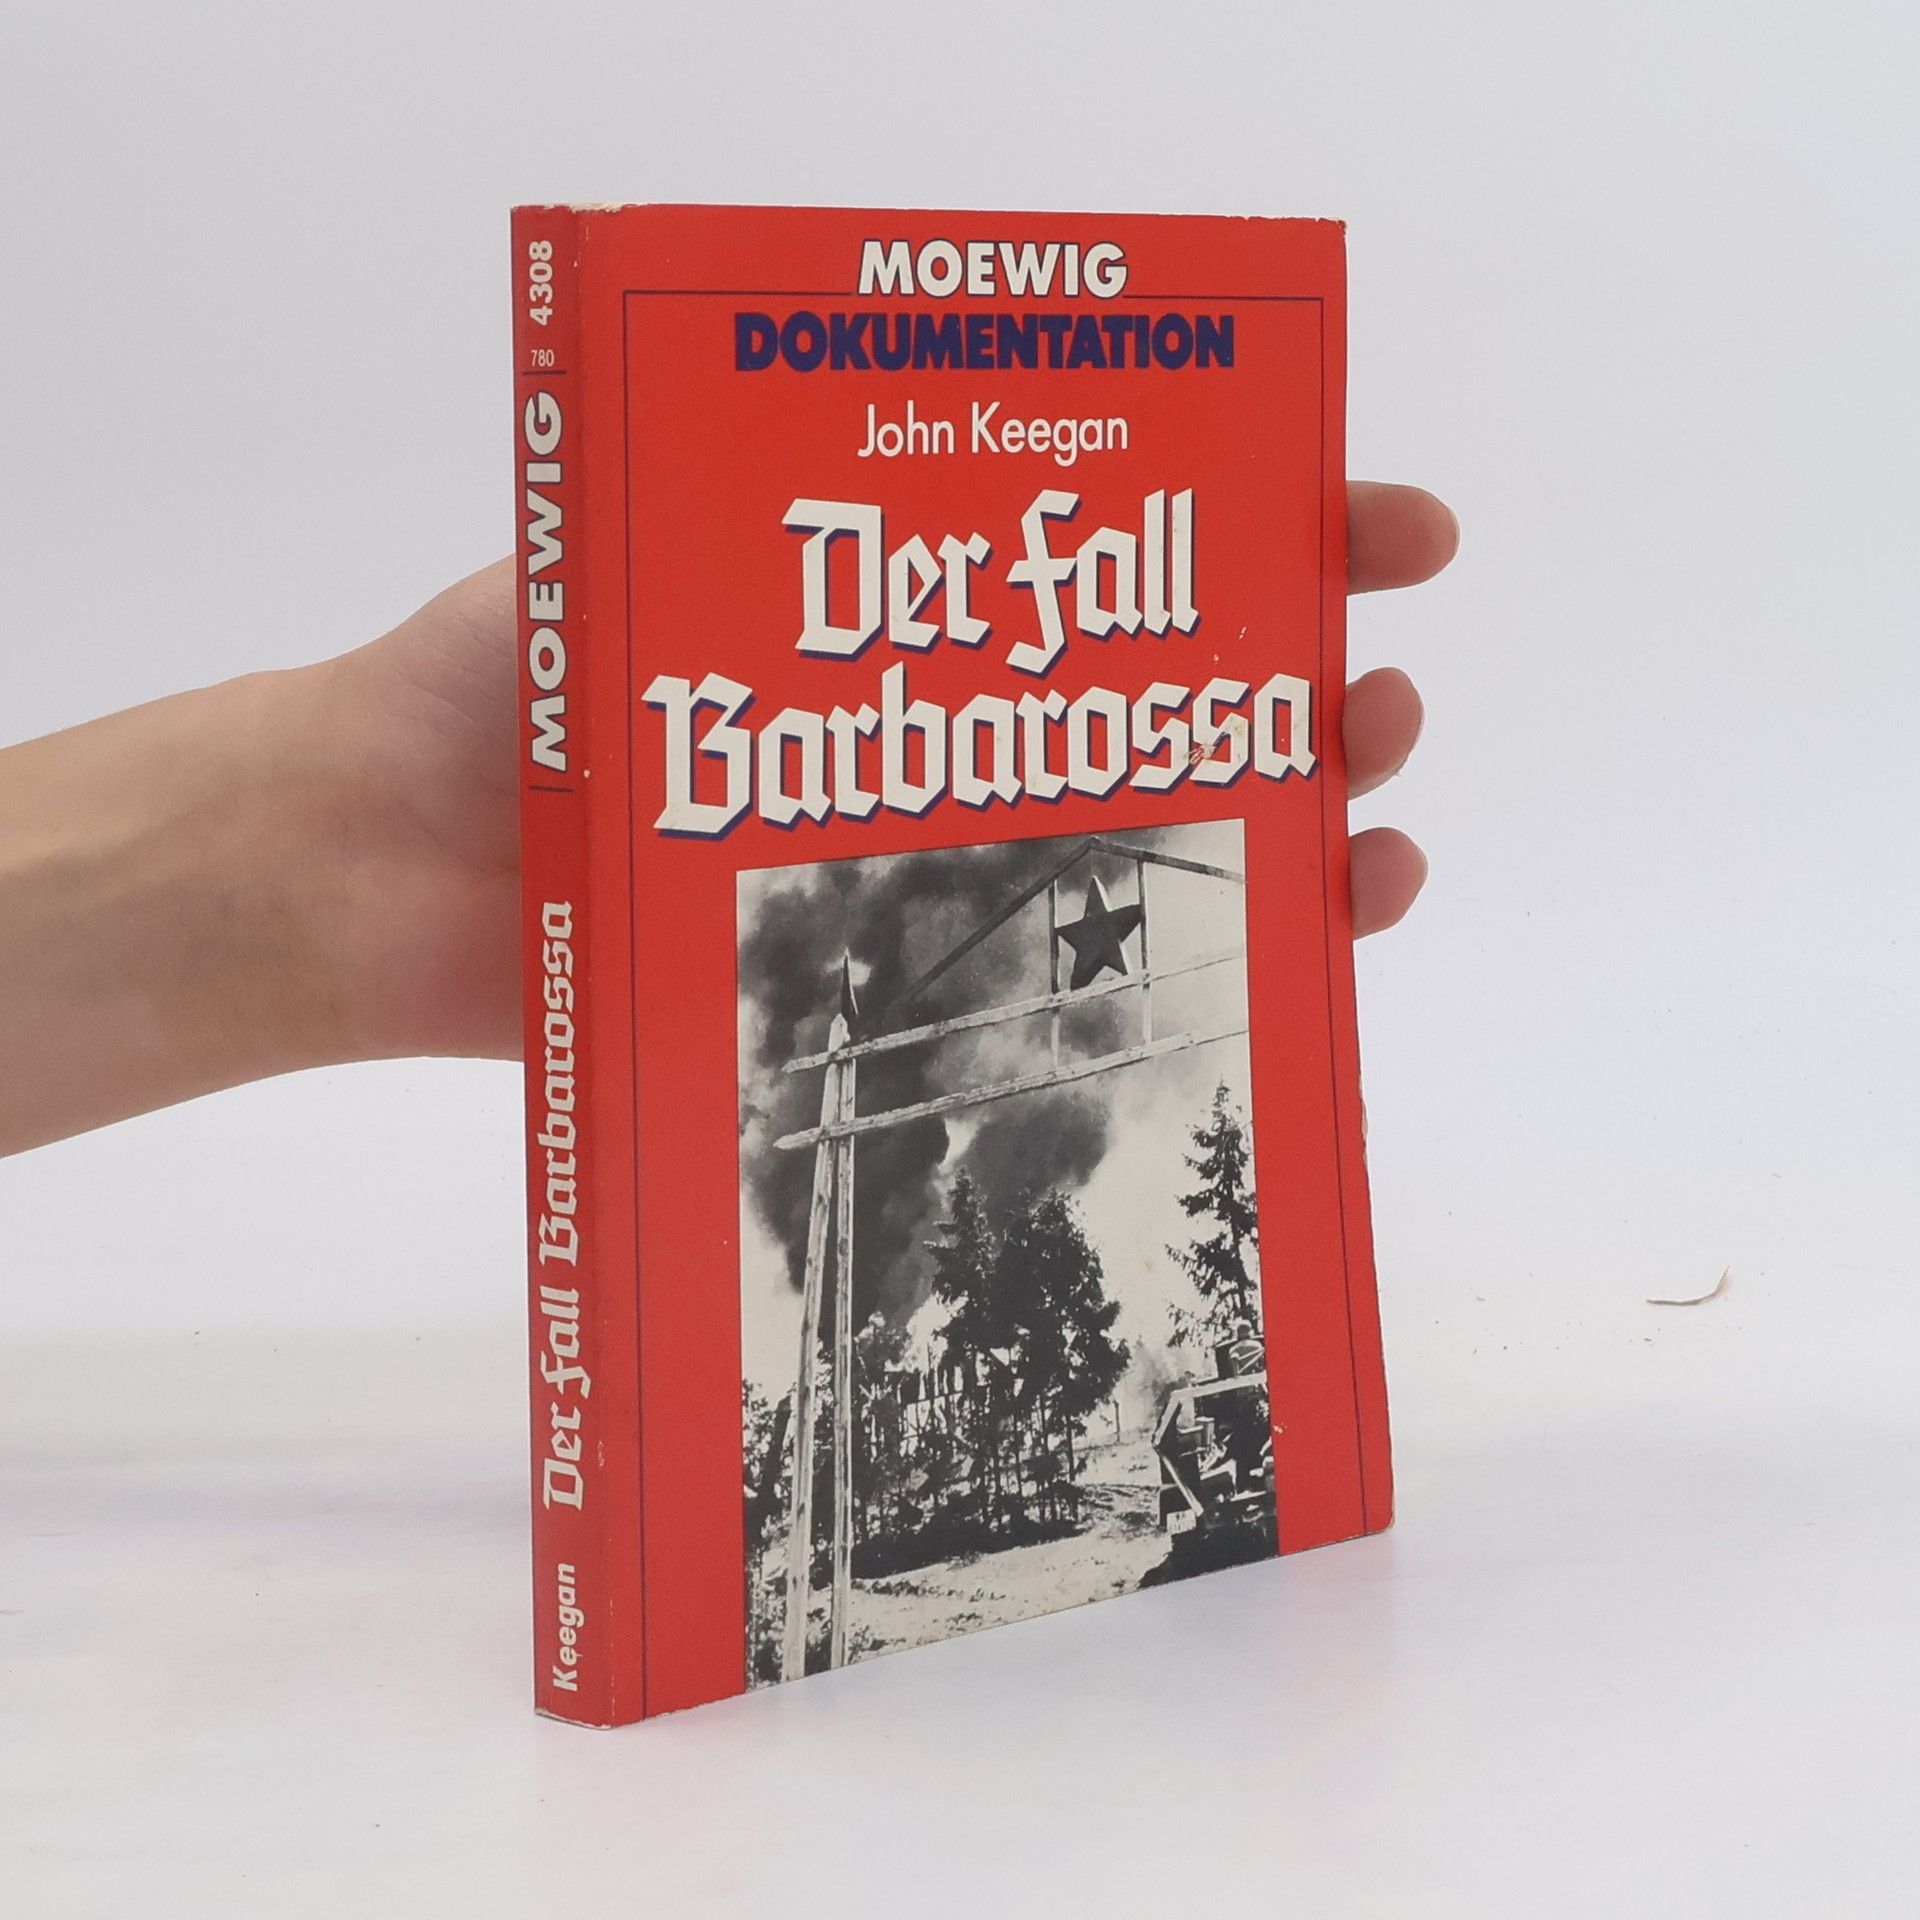 MOEWIG
DOKUMENTATION
John Keegan
Der Fall
Barbarossa
Keegan Der Fall Barbarossa MOEWIG 780 4308